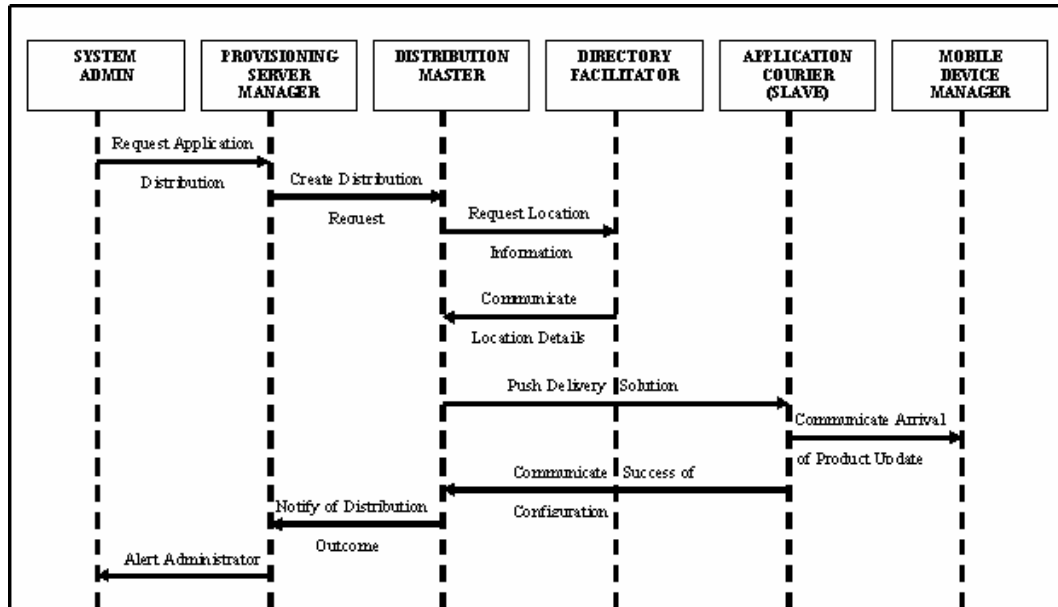 SYSTEM
ADMIN
PROVISIONING
SERVER
MANAGER
DISTRIBUTION
MASTER
DIRECTORY
FACILITATOR
APPLICATION
COURIER
(SLAVE)
MOBILE
DEVICE
MANAGER
Request Application
Distribution
Create Distribution
Request
Request Location
Information
Communicate
Location Details
Push Delivery Solution
Communicate Arrival
of Product Update
Communicate Success of
Configuration
Notify of Distribution
Outcome
Alert Administrator